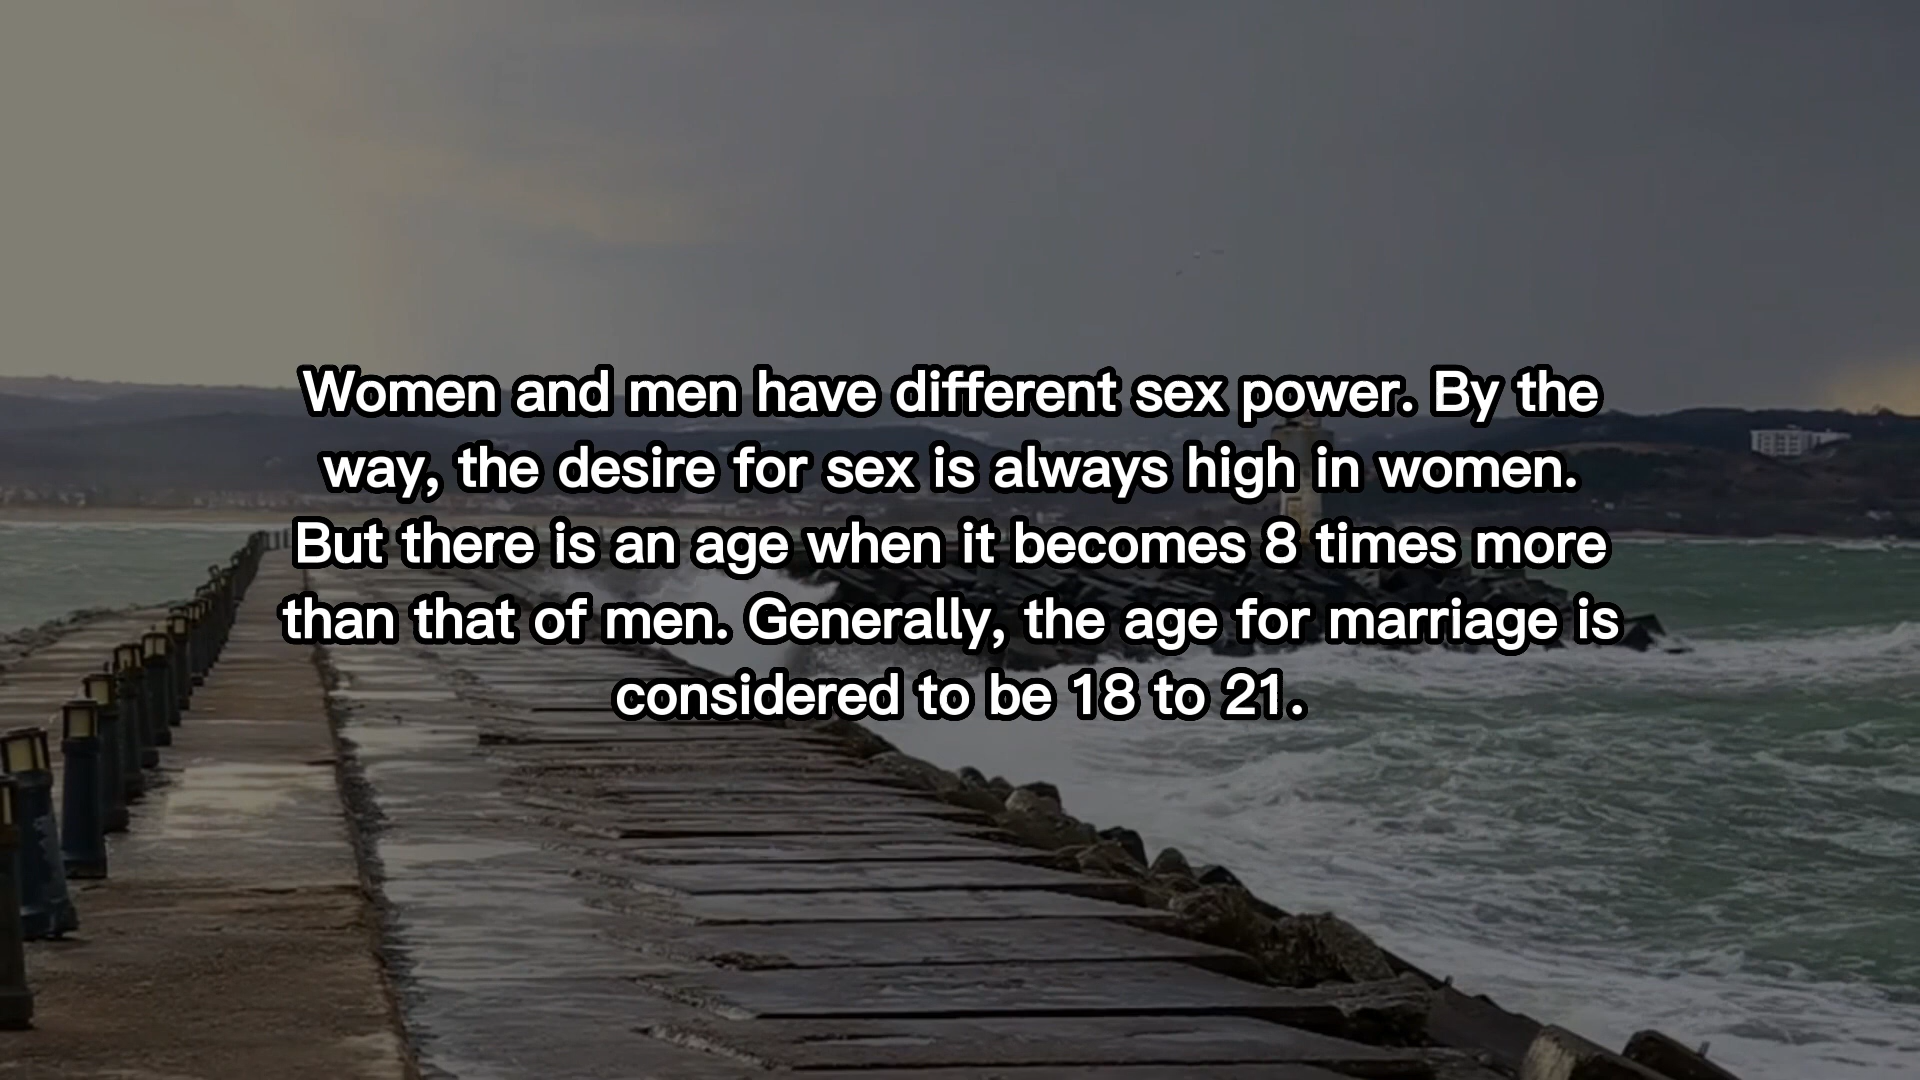 Women and men have different sex power. By the
way, the desire for sex is always high in women.
But there is an age when it becomes 8 times more
than that of men. Generally, the age for marriage is
considered to be 18 to 21.